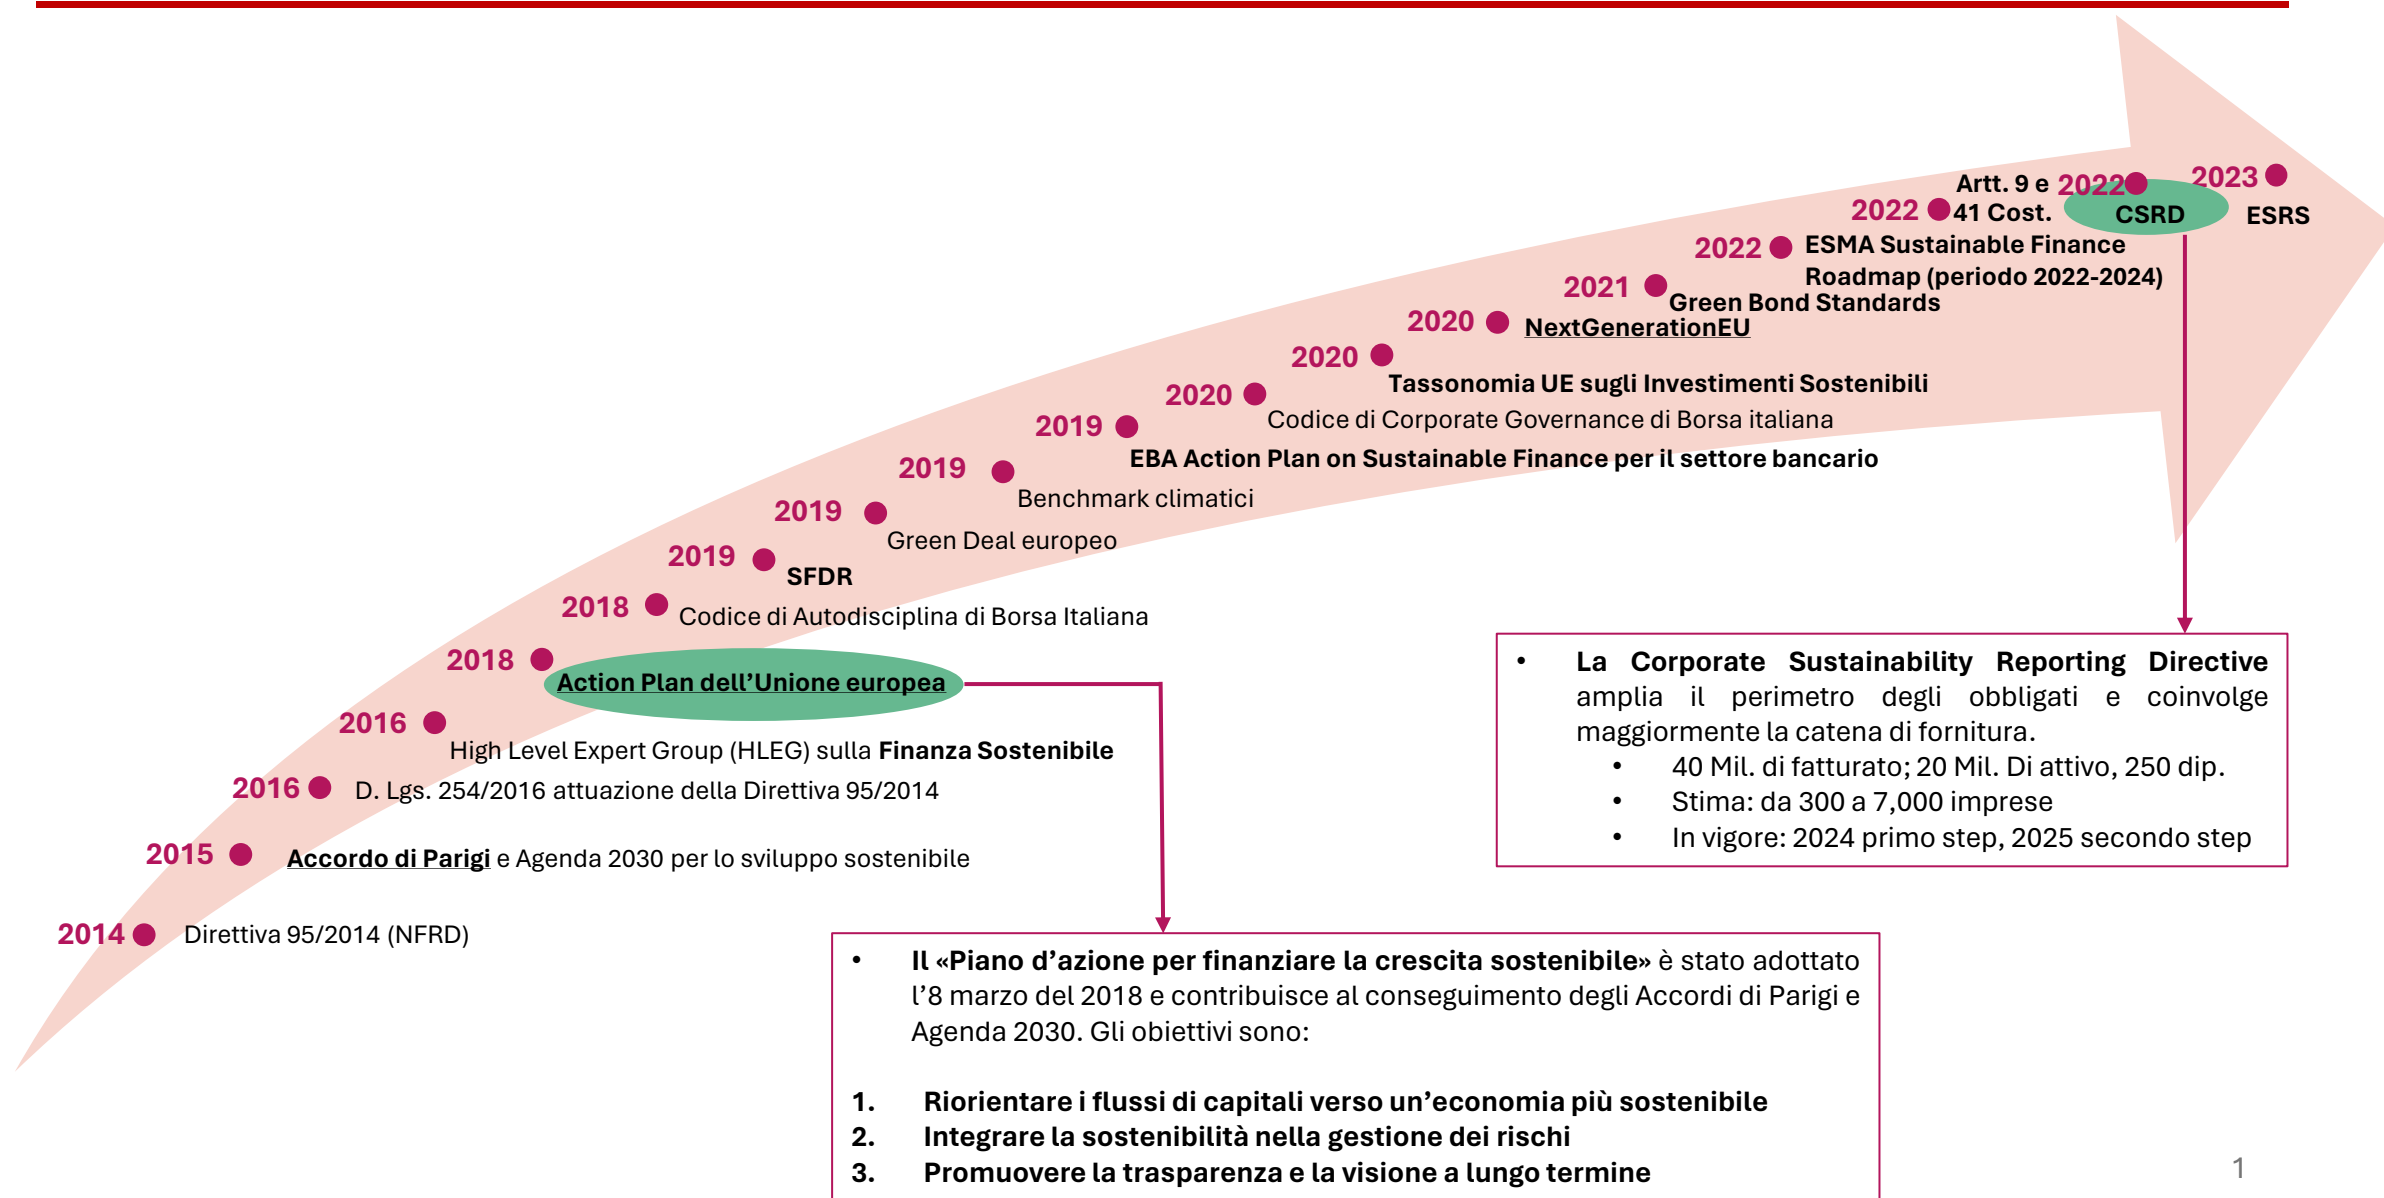 2014 Direttiva 95/2014 (NFRD)
2015 Accordo di Parigi e Agenda 2030 per lo sviluppo sostenibile
2016 D. Lgs. 254/2016 attuazione della Direttiva 95/2014
2016
High Level Expert Group (HLEG) sulla Finanza Sostenibile
2018
Action Plan dell’Unione europea
2018 Codice di Autodisciplina di Borsa Italiana
2019
SFDR
2019
Green Deal europeo
2019
Benchmark climatici
2019
EBA Action Plan on Sustainable Finance per il settore bancario
2020
Codice di Corporate Governance di Borsa italiana
2020
Tassonomia UE sugli Investimenti Sostenibili
2020 NextGenerationEU
2021
Green Bond Standards
2022 ESMA Sustainable Finance
Roadmap (periodo 2022-2024)
2022
Artt. 9 e
41 Cost.
2022
CSRD
2023
ESRS
• La Corporate Sustainability Reporting Directive
amplia il perimetro degli obbligati e coinvolge
maggiormente la catena di fornitura.
• 40 Mil. di fatturato; 20 Mil. Di attivo, 250 dip.
• Stima: da 300 a 7,000 imprese
• In vigore: 2024 primo step, 2025 secondo step
• Il «Piano d’azione per finanziare la crescita sostenibile» è stato adottato
l’8 marzo del 2018 e contribuisce al conseguimento degli Accordi di Parigi e
Agenda 2030. Gli obiettivi sono:
1. Riorientare i flussi di capitali verso un’economia più sostenibile
2. Integrare la sostenibilità nella gestione dei rischi
3. Promuovere la trasparenza e la visione a lungo termine
1